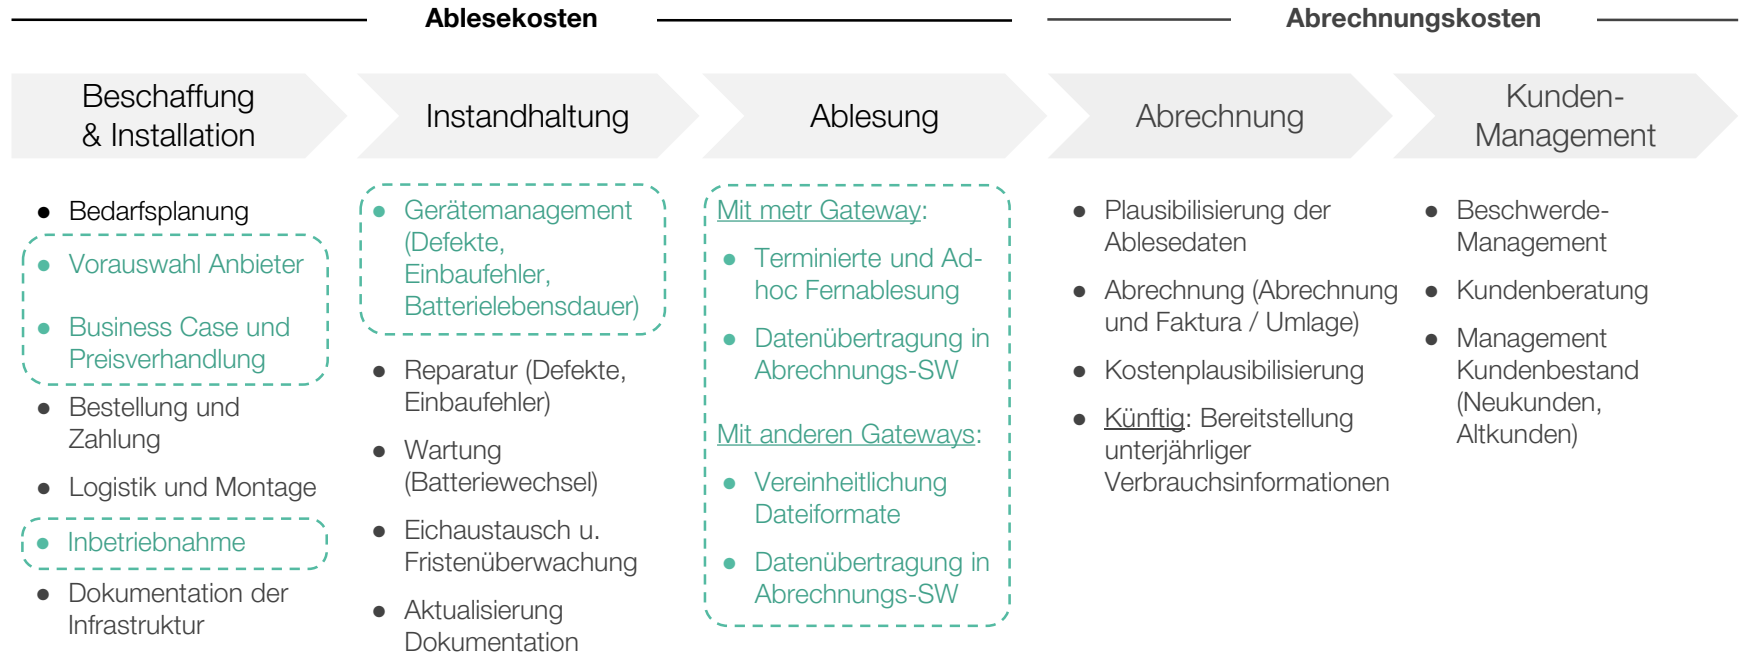 Ablesekosten
Abrechnungskosten
Beschaffung
& Installation
Instandhaltung
Ablesung
Abrechnung
Kunden-
Management
● Bedarfsplanung
● Vorauswahl Anbieter
● Business Case und
Preisverhandlung
● Bestellung und
Zahlung
● Logistik und Montage
● Inbetriebnahme
● Dokumentation der
Infrastruktur
● Gerätemanagement
(Defekte,
Einbaufehler,
Batterielebensdauer)
● Reparatur (Defekte,
Einbaufehler)
● Wartung
(Batteriewechsel)
● Eichaustausch u.
Fristenüberwachung
● Aktualisierung
Dokumentation
Mit metr Gateway:
● Terminierte und Ad-
hoc Fernablesung
● Datenübertragung in
Abrechnungs-SW
Mit anderen Gateways:
● Vereinheitlichung
Dateiformate
● Datenübertragung in
Abrechnungs-SW
● Plausibilisierung der
Ablesedaten
● Abrechnung (Abrechnung
und Faktura / Umlage)
● Kostenplausibilisierung
● Künftig: Bereitstellung
unterjährliger
Verbrauchsinformationen
● Beschwerde-
Management
● Kundenberatung
● Management
Kundenbestand
(Neukunden,
Altkunden)